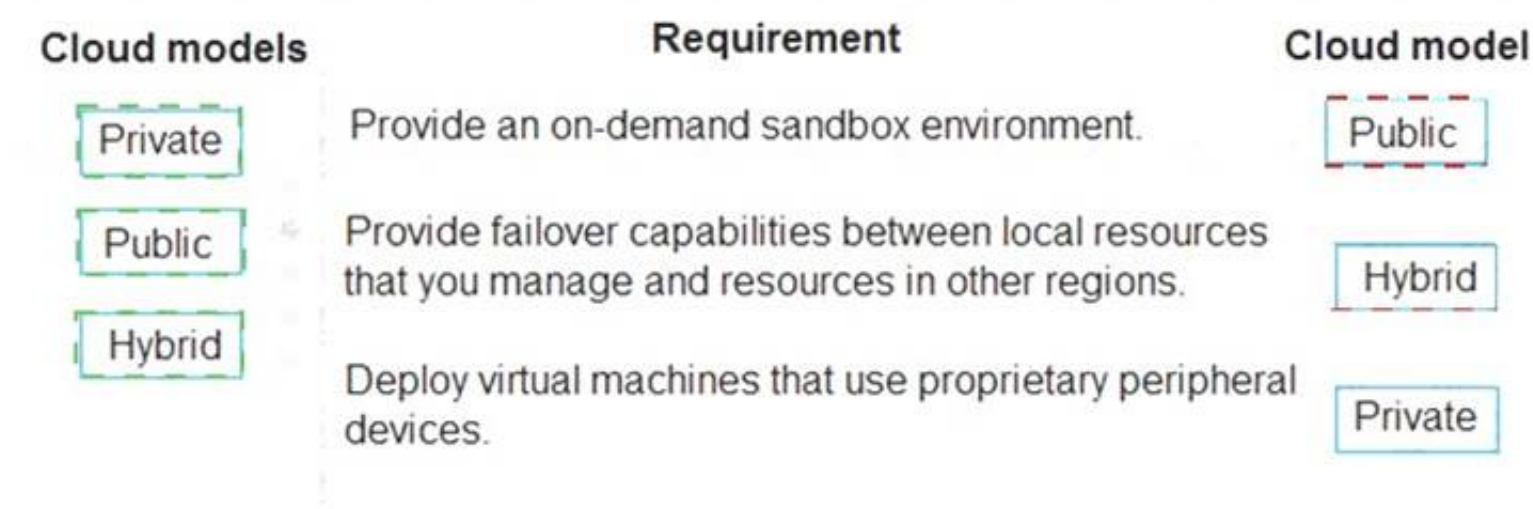 Cloud models
Requirement
Cloud model
Private
Provide an on-demand sandbox environment.
Public
Public
Provide failover capabilities between local resources
that you manage and resources in other regions.
Hybrid
Hybrid
Deploy virtual machines that use proprietary peripheral
devices.
Private